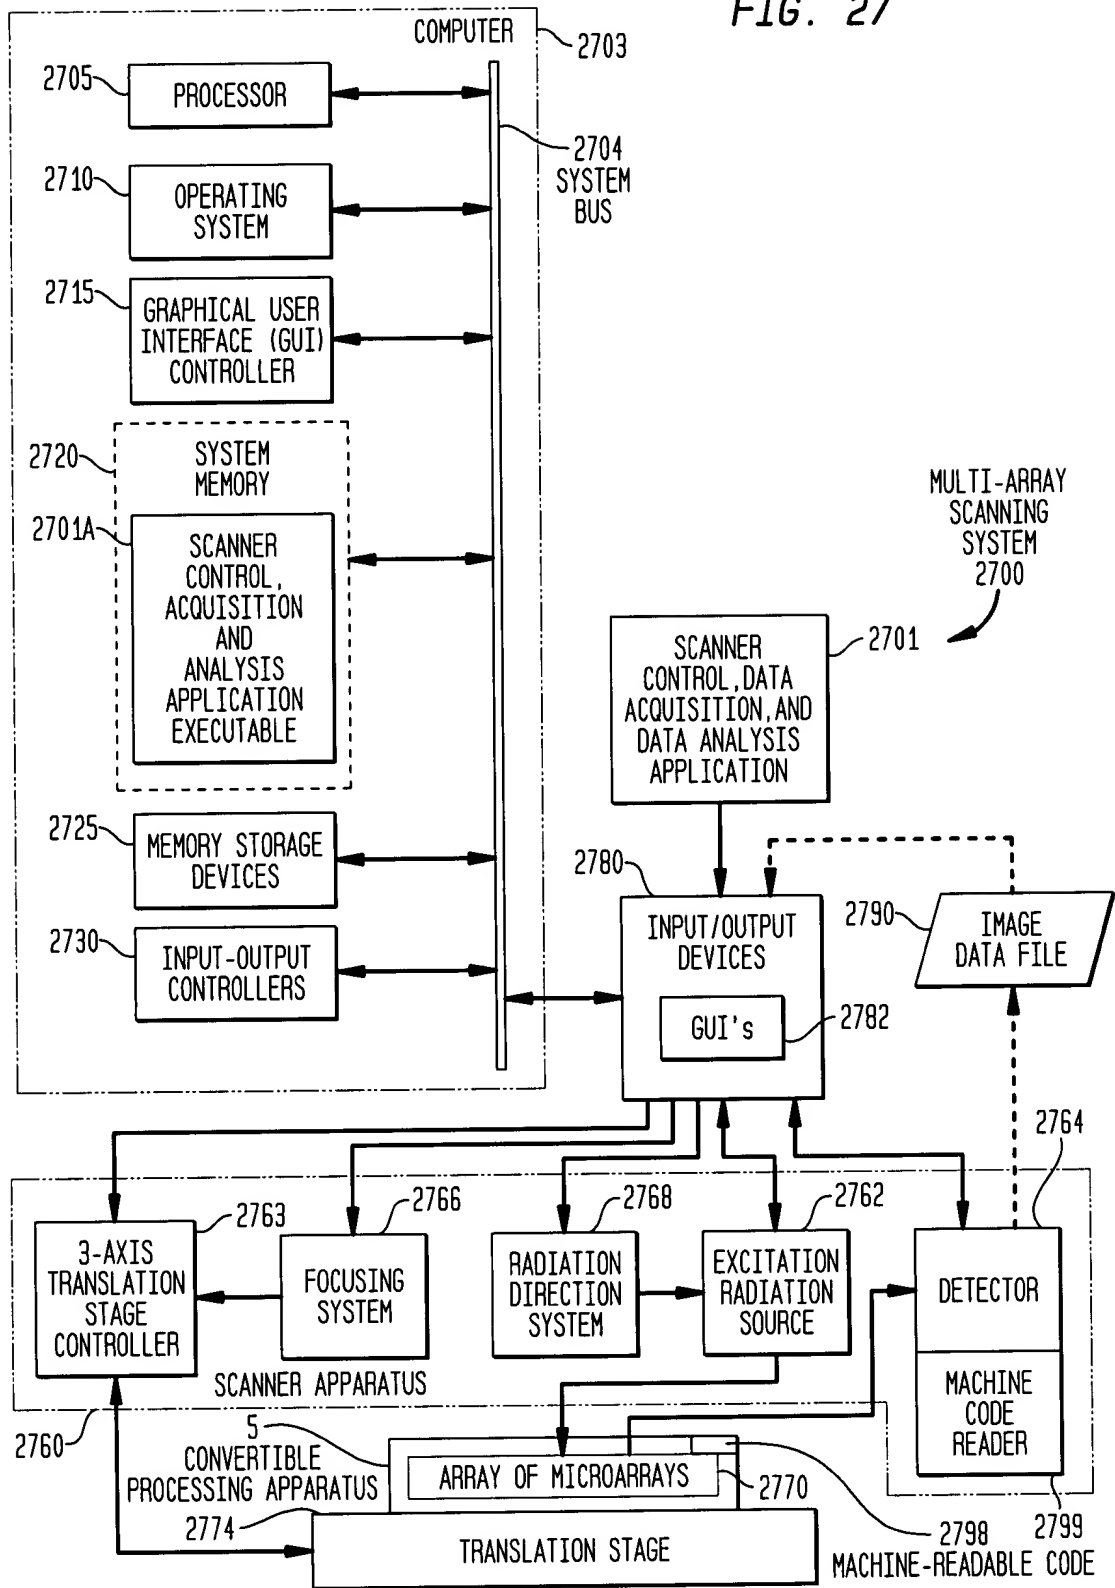 FIG. 27
COMPUTER
2703
2705
PROCESSOR
2704
SYSTEM
BUS
2710
OPERATING
SYSTEM
2715
GRAPHICAL USER
INTERFACE (GUI)
CONTROLLER
2720
SYSTEM
MEMORY
2701A
SCANNER
CONTROL,
ACQUISITION
AND
ANALYSIS
APPLICATION
EXECUTABLE
MULTI-ARRAY
SCANNING
SYSTEM
2700
SCANNER
CONTROL, DATA
ACQUISITION, AND
DATA ANALYSIS
APPLICATION
2701
2725
MEMORY STORAGE
DEVICES
2730
INPUT-OUTPUT
CONTROLLERS
2780
INPUT/OUTPUT
DEVICES
GUI's
2782
2790
IMAGE
DATA FILE
2763
3-AXIS
TRANSLATION
STAGE
CONTROLLER
2766
FOCUSING
SYSTEM
2768
RADIATION
DIRECTION
SYSTEM
2762
EXCITATION
RADIATION
SOURCE
2764
DETECTOR
MACHINE
CODE
READER
SCANNER APPARATUS
2760
5
CONVERTIBLE
PROCESSING APPARATUS
ARRAY OF MICROARRAYS
2770
2774
TRANSLATION STAGE
2798
MACHINE-READABLE CODE
2799